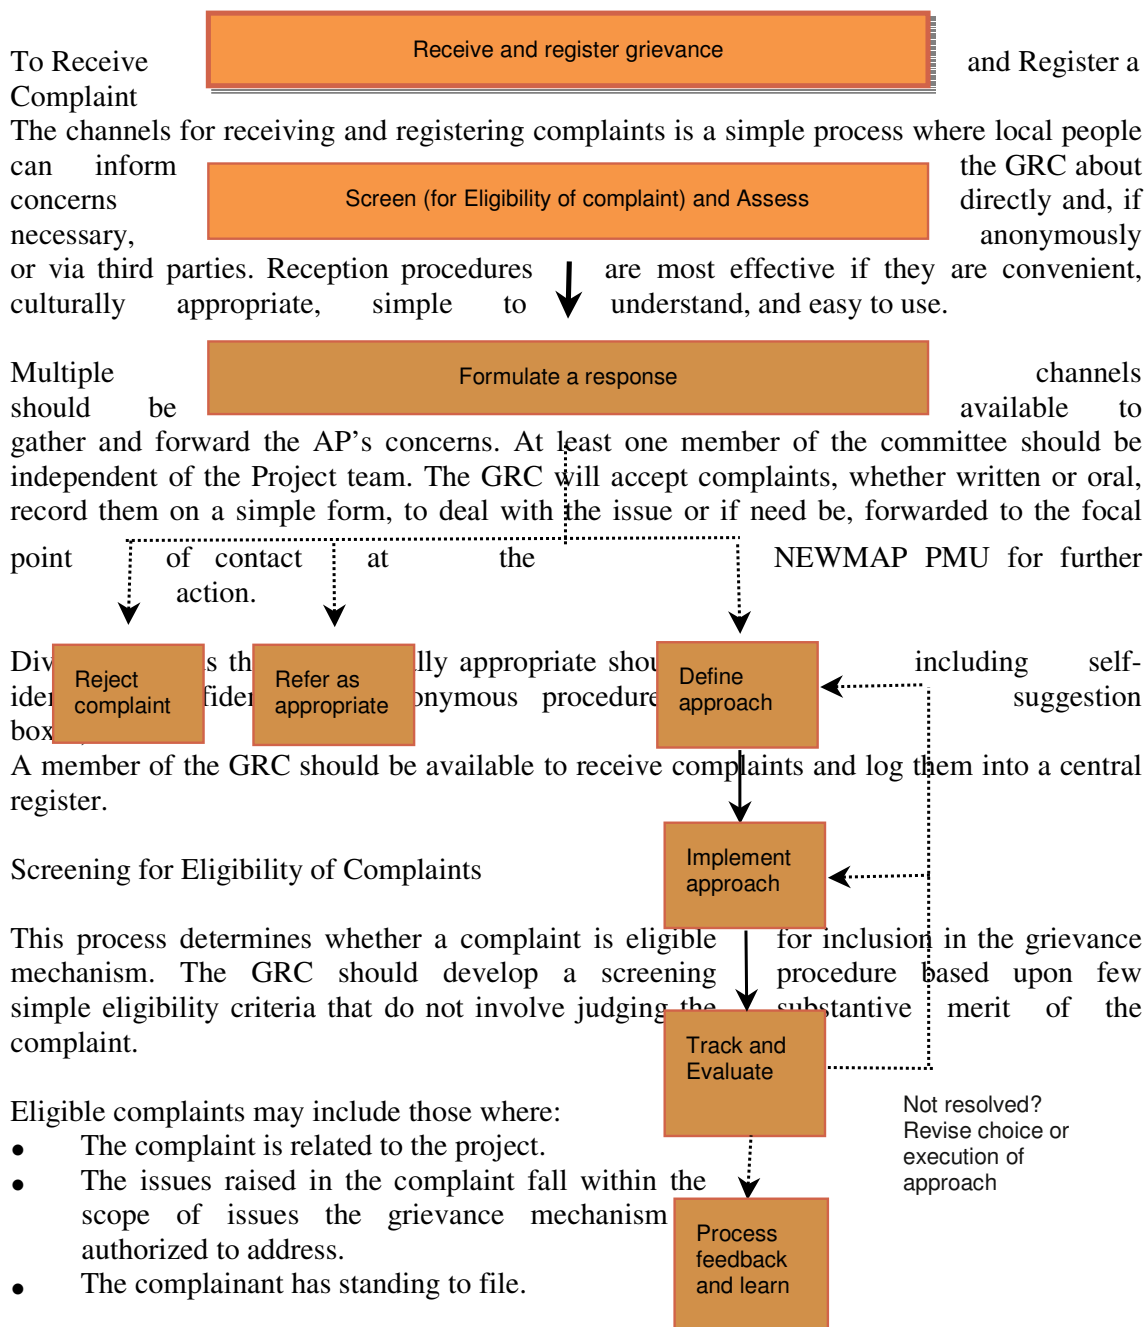 Receive and register grievance
To Receive and Register a
Complaint
The channels for receiving and registering complaints is a simple process where local people
can inform the GRC about
Screen (for Eligibility of complaint) and Assess
concerns directly and, if
necessary, anonymously
or via third parties. Reception procedures are most effective if they are convenient,
culturally appropriate, simple to understand, and easy to use.
Multiple channels
Formulate a response
should be available to
gather and forward the AP's concerns. At least one member of the committee should be
independent of the Project team. The GRC will accept complaints, whether written or oral,
record them on a simple form, to deal with the issue or if need be, forwarded to the focal
point of contact at the NEWMAP PMU for further
action.
appropriate including self-
procedure suggestion
Reject
complaint
Refer as
appropriate
Define
approach
A member of the GRC should be available to receive complaints and log them into a central
register.
Implement
approach
Screening for Eligibility of Complaints
This process determines whether a complaint is eligible for inclusion in the grievance
mechanism. The GRC should develop a screening procedure based upon few
simple eligibility criteria that do not involve judging the substantive merit of the
complaint.
Track and
Evaluate
Not resolved?
Revise choice or
execution of
approach
Eligible complaints may include those where:
• The complaint is related to the project.
• The issues raised in the complaint fall within the
scope of issues the grievance mechanism
authorized to address.
• The complainant has standing to file.
Process
feedback
and learn